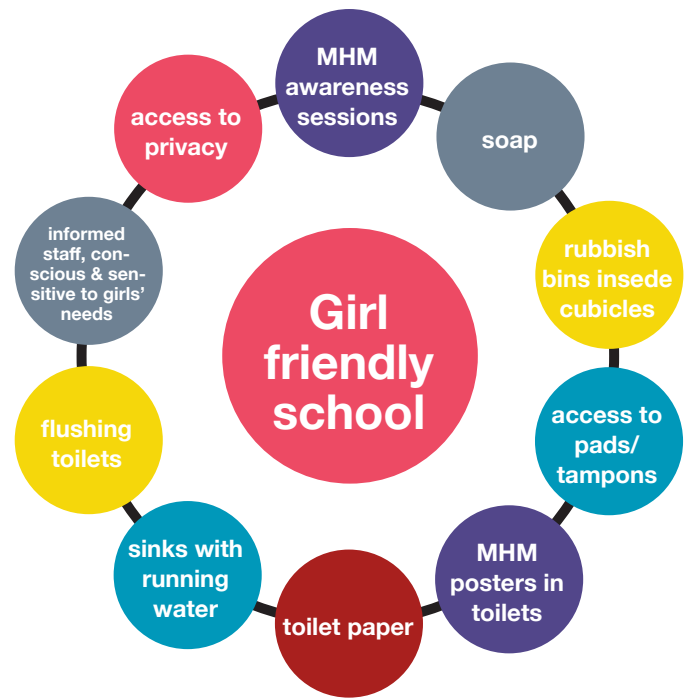 MHM
awareness
sessions
soap
rubbish
bins insede
cubicles
access to
pads/
tampons
MHM
posters in
toilets
toilet paper
sinks with
running
water
flushing
toilets
informed
staff, con-
scious & sen-
sitive to girls’
needs
access to
privacy
Girl
friendly
school